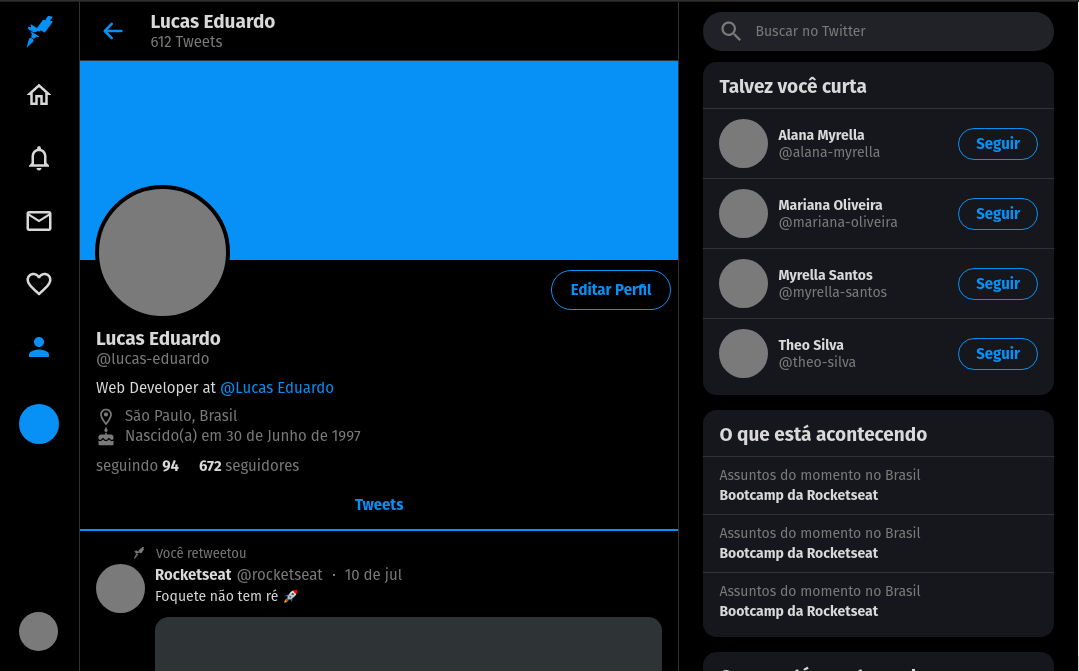 Lucas Eduardo
612 Tweets
Editar Perfil
Lucas Eduardo
@lucas-eduardo
Web Developer at @Lucas Eduardo
São Paulo, Brasil
Nascido(a) em 30 de Junho de 1997
seguindo 94 672 seguidores
Tweets
Você retweetou
Rocketseat @rocketseat · 10 de jul
Foquete não tem ré 🚀
Buscar no Twitter
Talvez você curta
Alana Myrella
@alana-myrella
Seguir
Mariana Oliveira
@mariana-oliveira
Seguir
Myrella Santos
@myrella-santos
Seguir
Theo Silva
@theo-silva
Seguir
O que está acontecendo
Assuntos do momento no Brasil
Bootcamp da Rocketseat
Assuntos do momento no Brasil
Bootcamp da Rocketseat
Assuntos do momento no Brasil
Bootcamp da Rocketseat